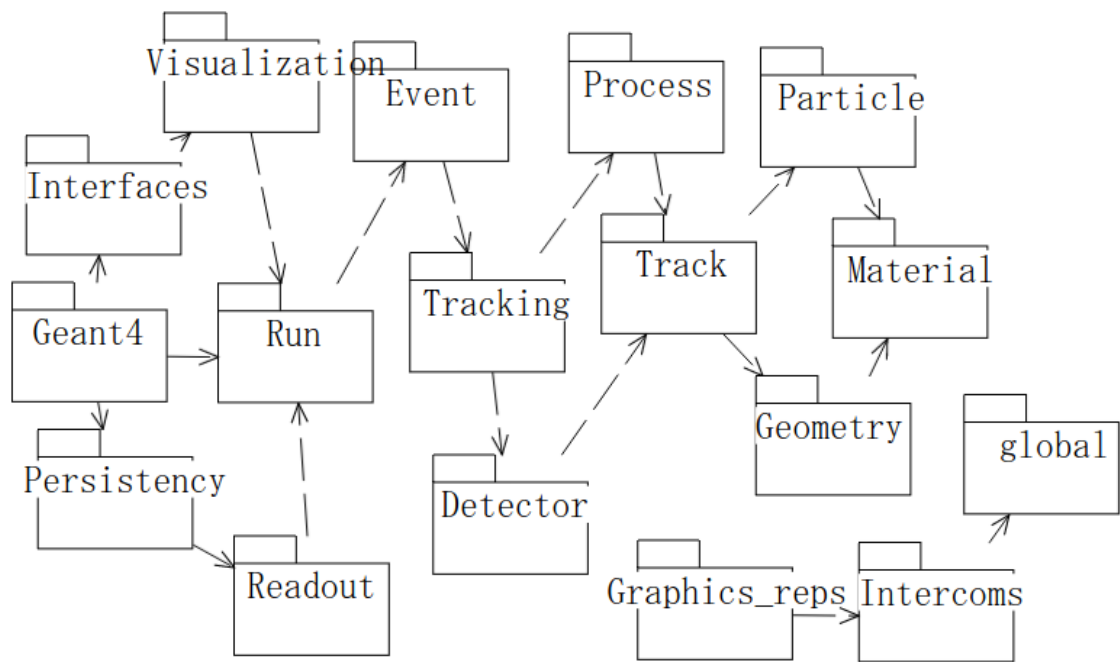 Visualization
Event
Process
Particle
Interfaces
Track
Material
Tracking
Geant4
Run
Geometry
global
Persistency
Detector
Readout
Graphics_reps
Intercoms